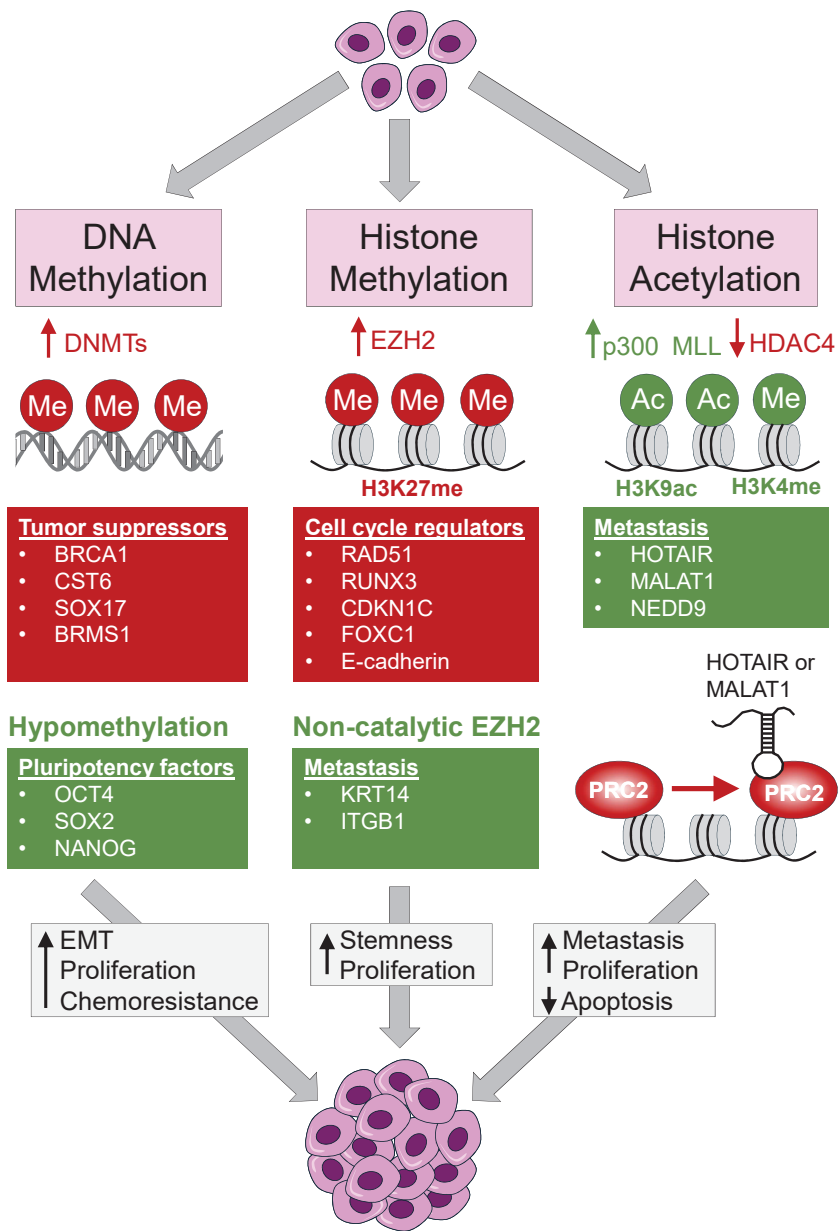 DNA
Methylation
DNMTs
Me Me Me
Tumor suppressors
• BRCA1
• CST6
• SOX17
• BRMS1
Hypomethylation
Pluripotency factors
• OCT4
• SOX2
• NANOG
EMT
Proliferation
Chemoresistance
Histone
Methylation
EZH2
Me Me Me
H3K27me
Cell cycle regulators
• RAD51
• RUNX3
• CDKN1C
• FOXC1
• E-cadherin
Non-catalytic EZH2
Metastasis
• KRT14
• ITGB1
Stemness
Proliferation
Histone
Acetylation
p300 MLL HDAC4
Ac Ac Me
H3K9ac H3K4me
Metastasis
• HOTAIR
• MALAT1
• NEDD9
HOTAIR or
MALAT1
PRC2 PRC2
Metastasis
Proliferation
Apoptosis